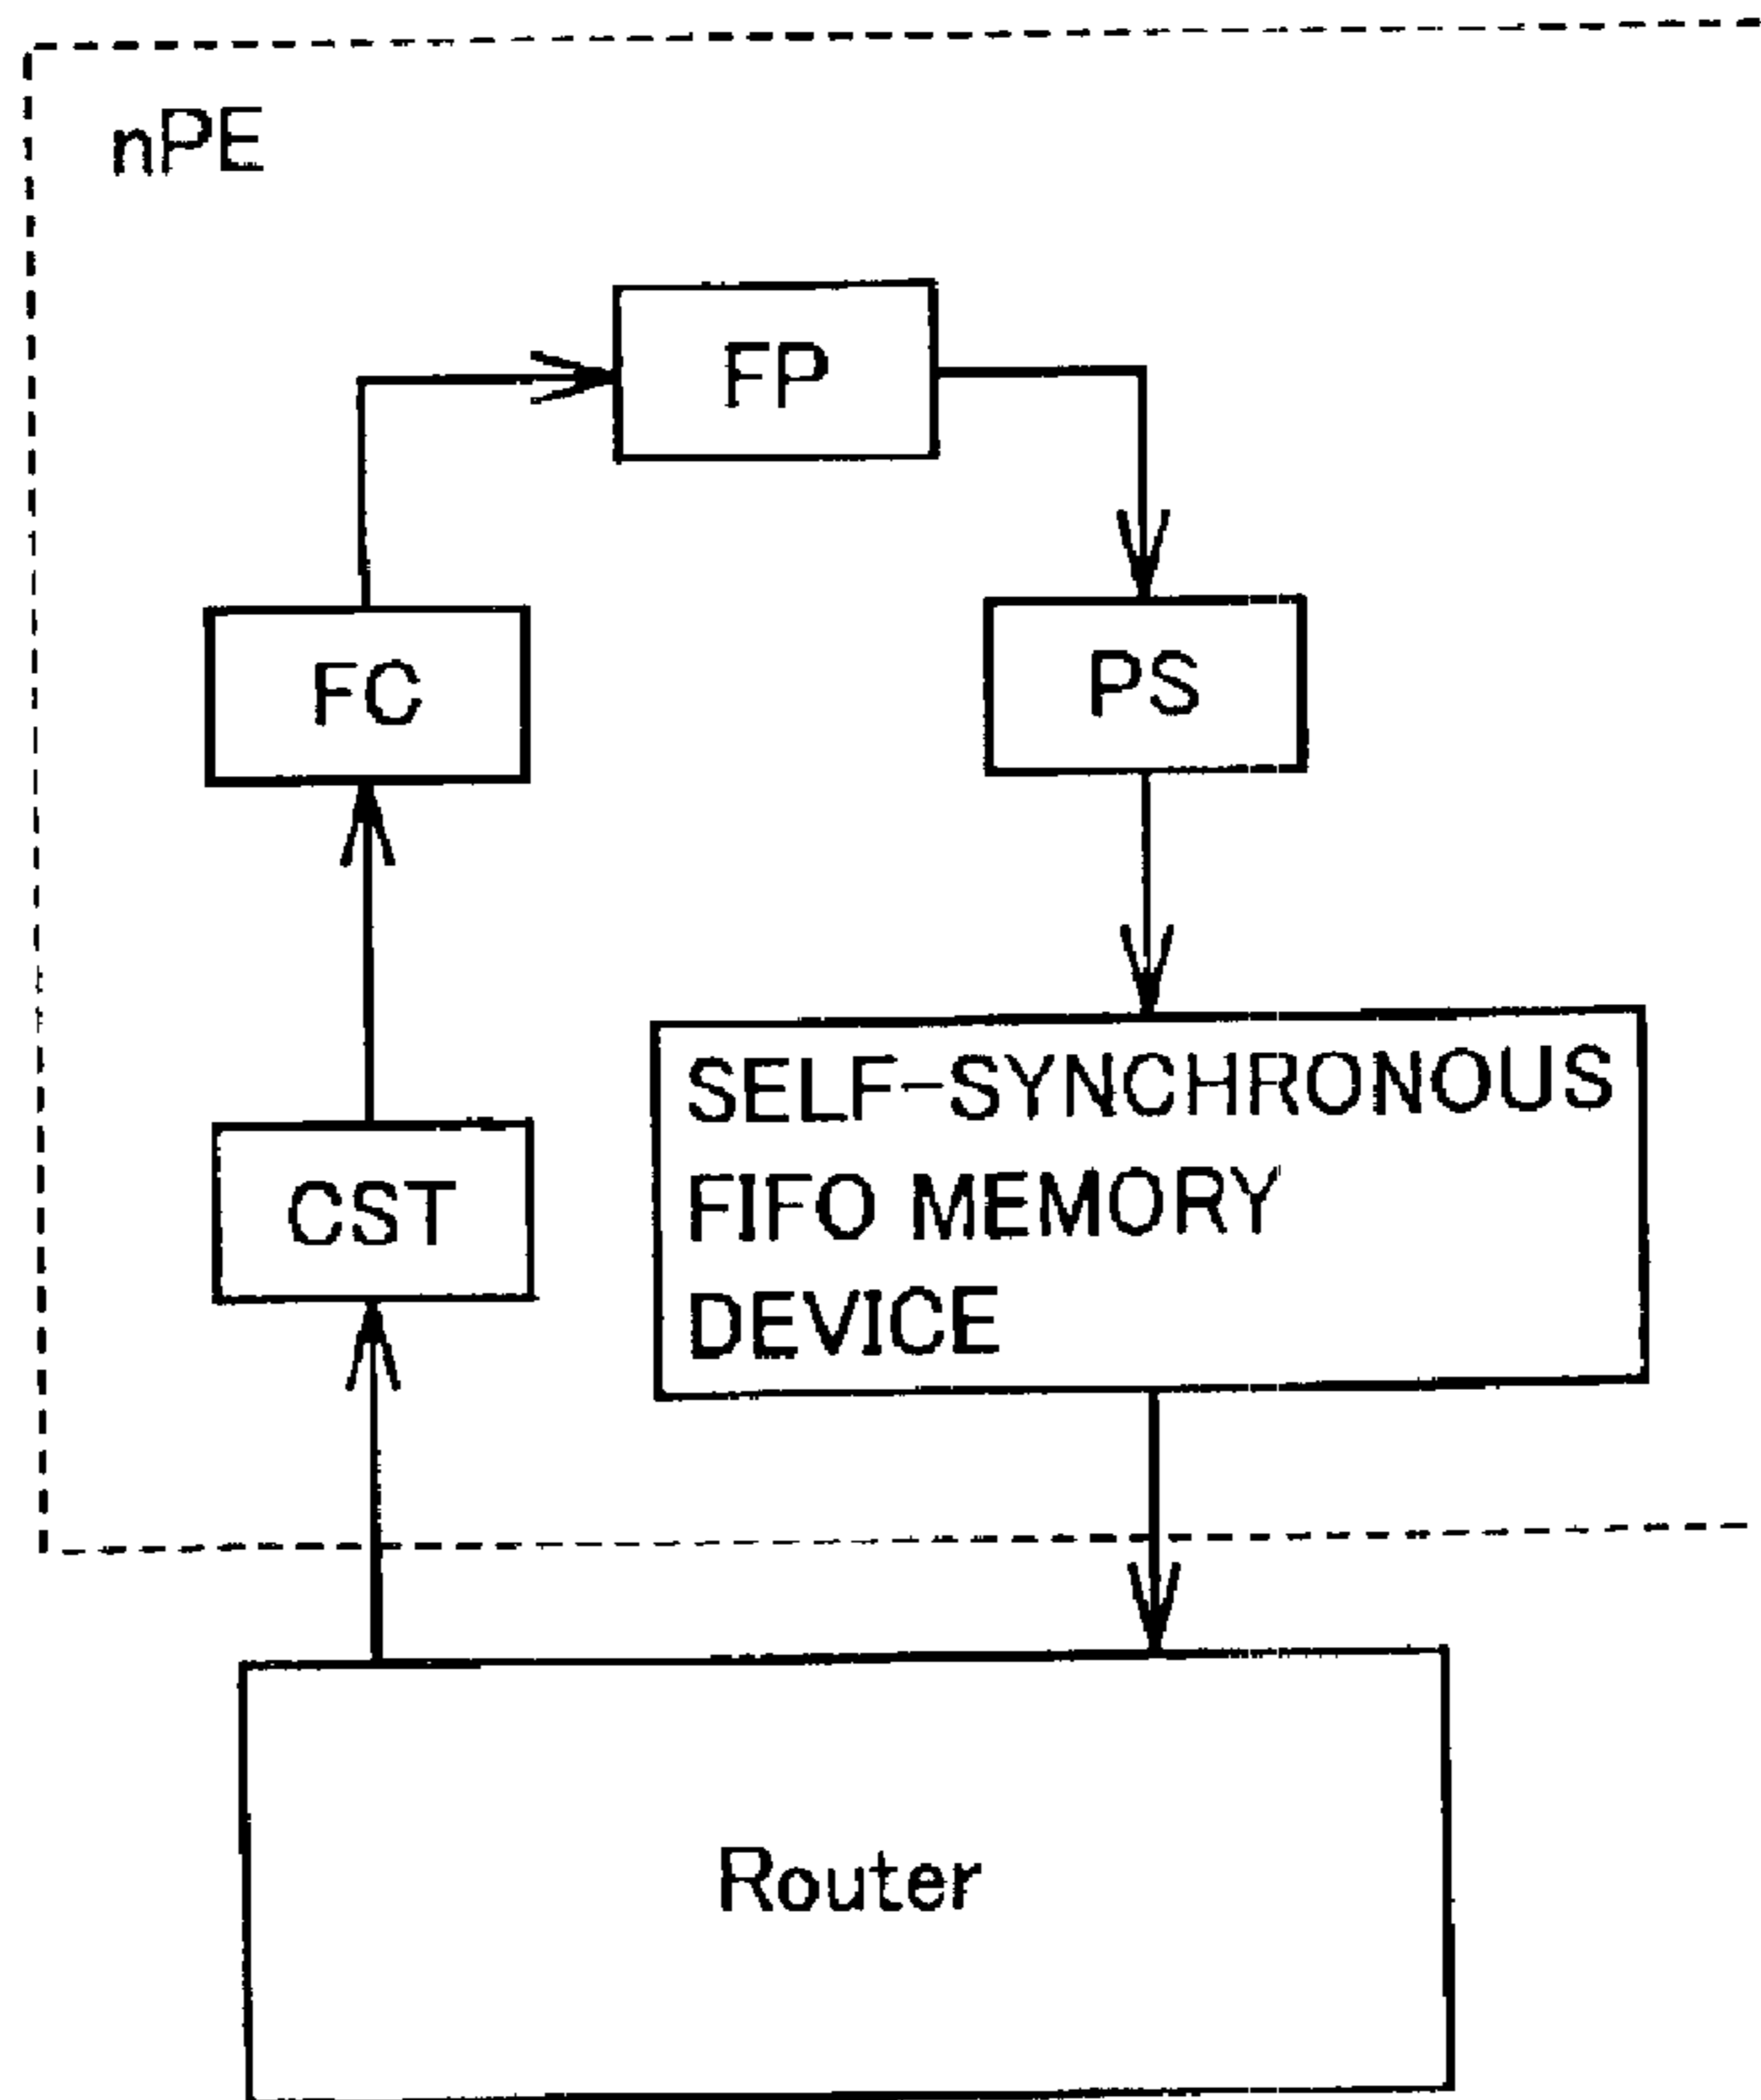 nPE
FP
FC
PS
SELF-SYNCHRONOUS
FIFO MEMORY
DEVICE
CST
Router